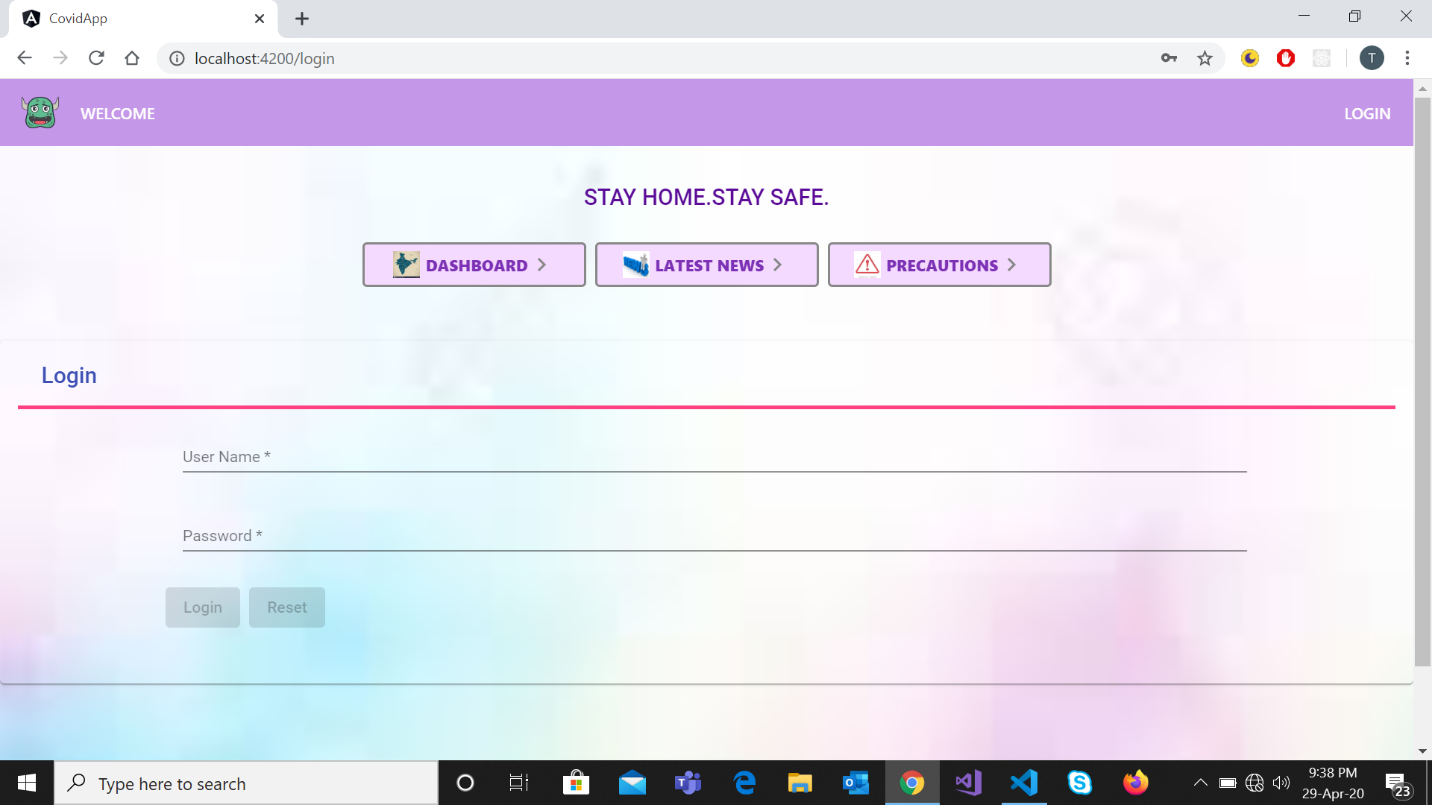 CovidApp
localhost:4200/login
T
WELCOME
LOGIN
STAY HOME.STAY SAFE.
DASHBOARD
LATEST NEWS
PRECAUTIONS
Login
User Name *
Password *
Login
Reset
Type here to search
9:38 PM
29-Apr-20
23